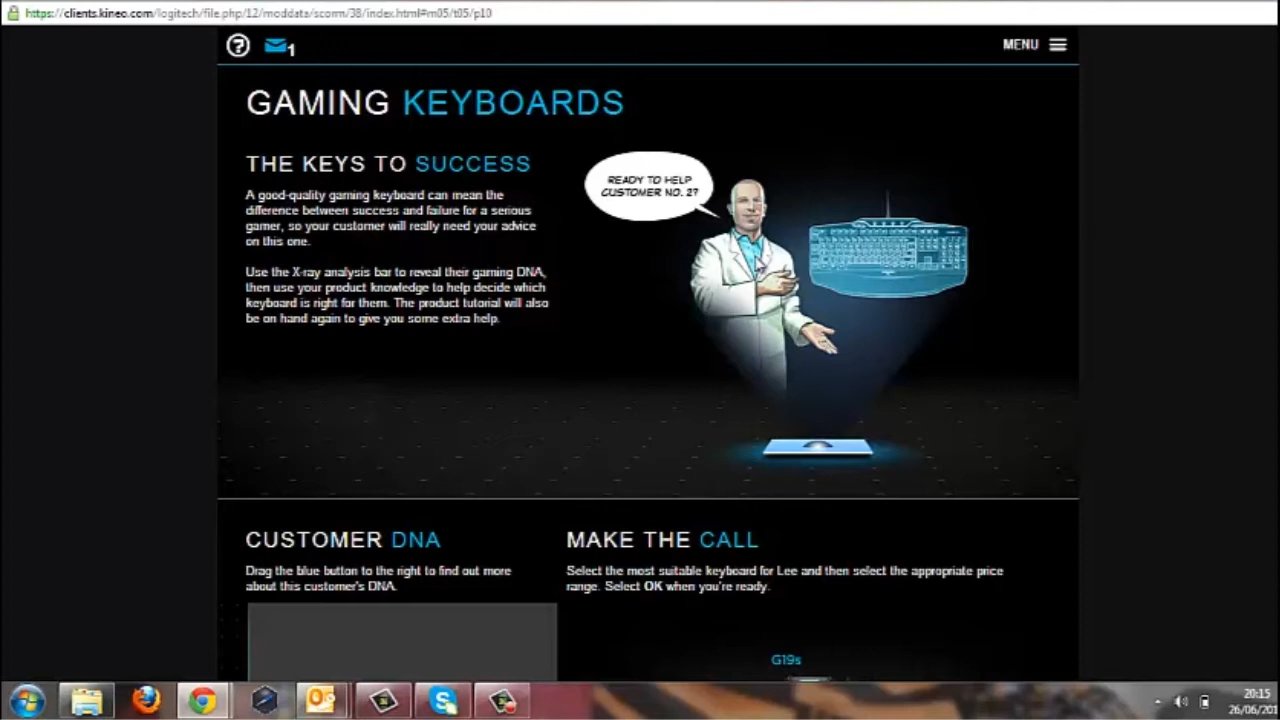 https://clients.kineo.com/logitech/file.php/12/moddata/scorm/38/index.html#m05/t05/p10
? 1
MENU
GAMING KEYBOARDS
THE KEYS TO SUCCESS
A good-quality gaming keyboard can mean the
difference between success and failure for a serious
gamer, so your customer will really need your advice
on this one.
Use the X-ray analysis bar to reveal their gaming DNA,
then use your product knowledge to help decide which
keyboard is right for them. The product tutorial will also
be on hand again to give you some extra help.
READY TO HELP
CUSTOMER NO. 2?
CUSTOMER DNA
Drag the blue button to the right to find out more
about this customer's DNA.
MAKE THE CALL
Select the most suitable keyboard for Lee and then select the appropriate price
range. Select OK when you're ready.
G19s
20:15
26/06/201